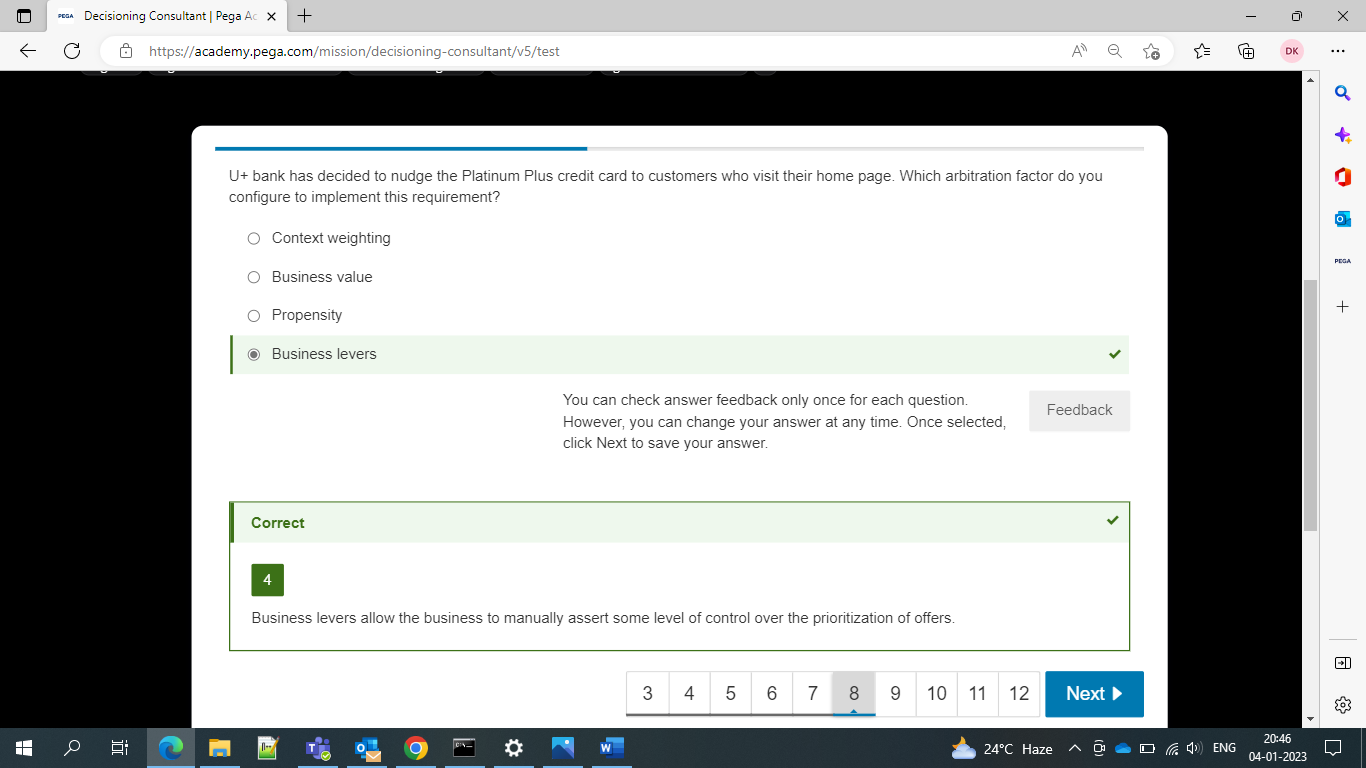 PEGA Decisioning Consultant | Pega Ac
https://academy.pega.com/mission/decisioning-consultant/v5/test
DK
U+ bank has decided to nudge the Platinum Plus credit card to customers who visit their home page. Which arbitration factor do you
configure to implement this requirement?
Context weighting
Business value
Propensity
Business levers
You can check answer feedback only once for each question.
However, you can change your answer at any time. Once selected,
click Next to save your answer.
Feedback
Correct
4
Business levers allow the business to manually assert some level of control over the prioritization of offers.
3 4 5 6 7 8 9 10 11 12 Next
PEGA
24°C Haze
ENG
20:46
04-01-2023